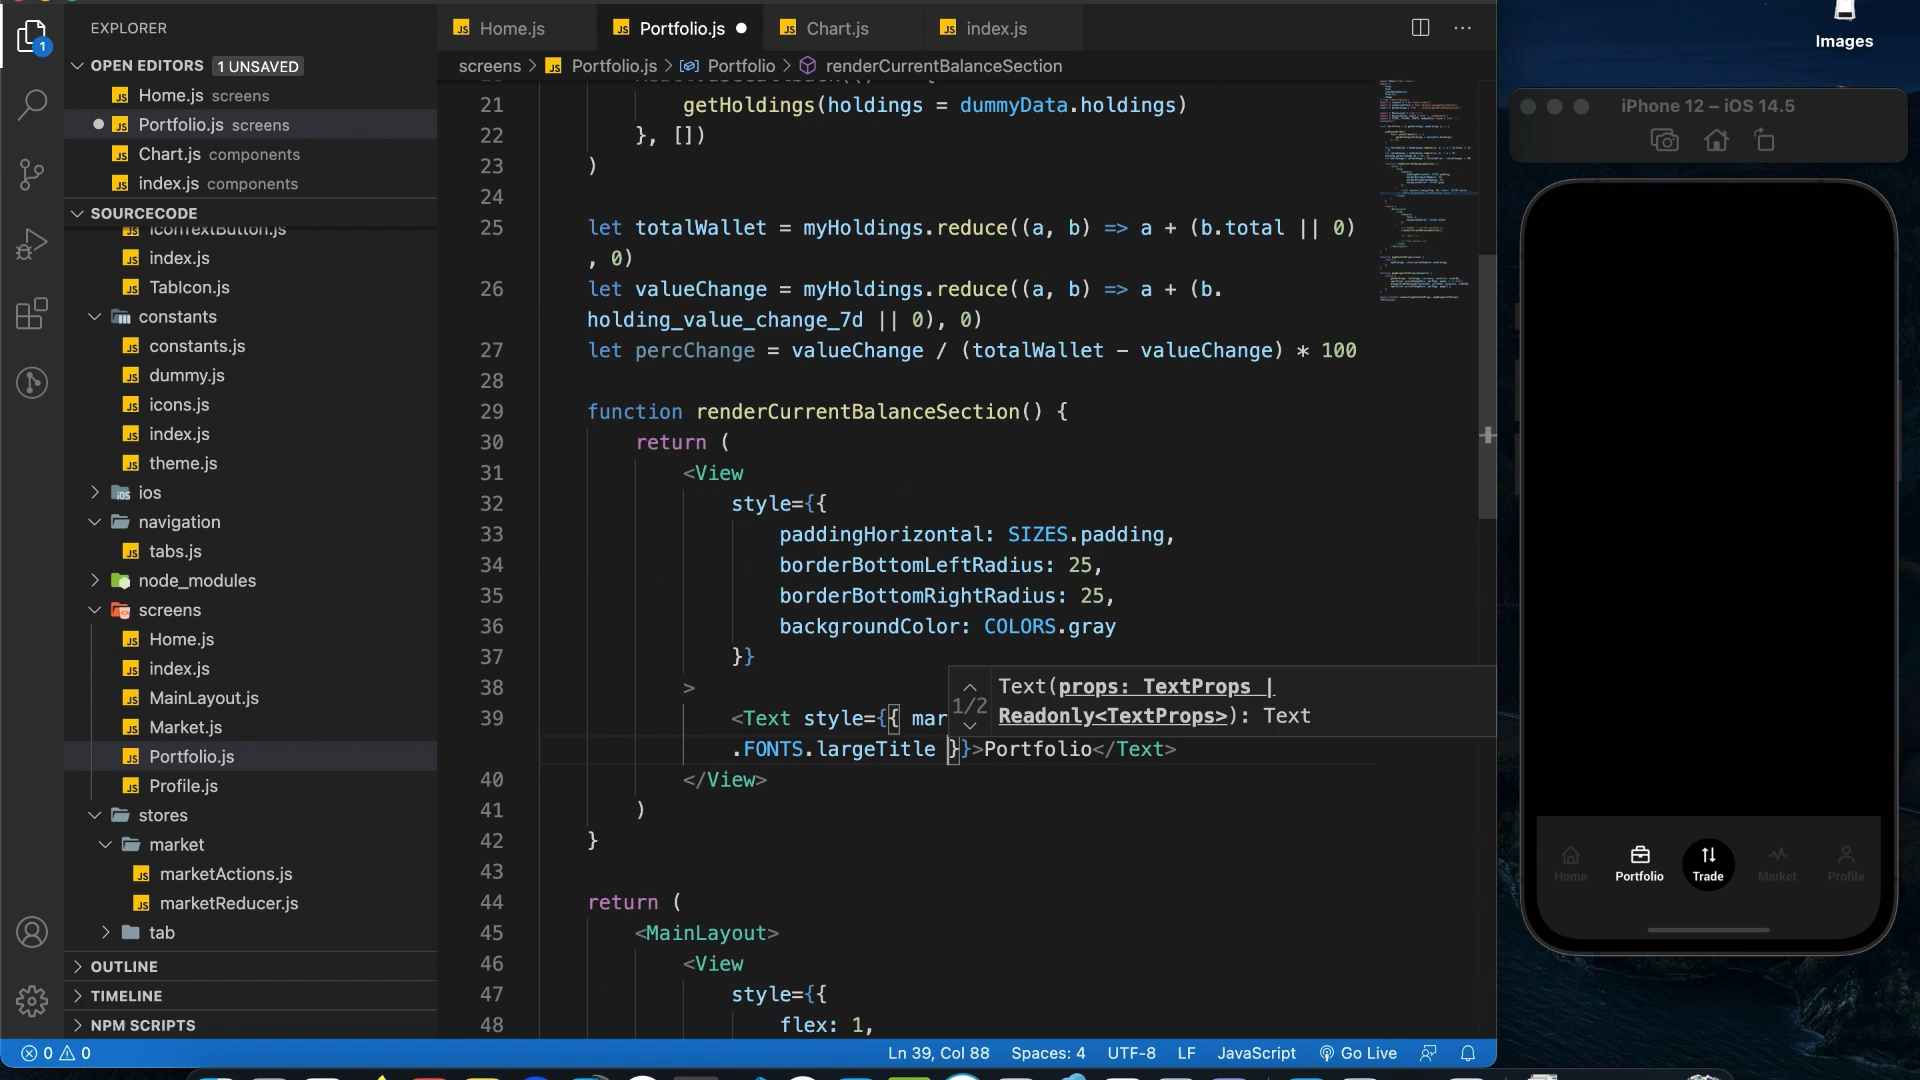 EXPLORER
Home.js
Portfolio.js
Chart.js
index.js
OPEN EDITORS 1 UNSAVED
screens > Portfolio.js > Portfolio > renderCurrentBalanceSection
Home.js screens
Portfolio.js screens
Chart.js components
index.js components
SOURCECODE
IconTextButton.js
index.js
TabIcon.js
constants
constants.js
dummy.js
icons.js
index.js
theme.js
ios
navigation
tabs.js
node_modules
screens
Home.js
index.js
MainLayout.js
Market.js
Portfolio.js
Profile.js
stores
market
marketActions.js
marketReducer.js
tab
OUTLINE
TIMELINE
NPM SCRIPTS
21 getHoldings(holdings = dummyData.holdings)
22 }, [])
23 )
24
25 let totalWallet = myHoldings.reduce((a, b) => a + (b.total || 0)
, 0)
26 let valueChange = myHoldings.reduce((a, b) => a + (b.
holding_value_change_7d || 0), 0)
27 let percChange = valueChange / (totalWallet - valueChange) * 100
28
29 function renderCurrentBalanceSection() {
30 return (
31 <View
32 style={{
33 paddingHorizontal: SIZES.padding,
34 borderBottomLeftRadius: 25,
35 borderBottomRightRadius: 25,
36 backgroundColor: COLORS.gray
37 }}
38 >
39 <Text style={{ mar
.FONTS.largeTitle }}>Portfolio</Text>
40 </View>
41 )
42 }
43
44 return (
45 <MainLayout>
46 <View
47 style={{
48 flex: 1,
1/2
Text(props: TextProps |
Readonly<TextProps>): Text
1
0 0
Ln 39, Col 88 Spaces: 4 UTF-8 LF JavaScript Go Live
Images
iPhone 12 – iOS 14.5
Home Portfolio Trade Market Profile